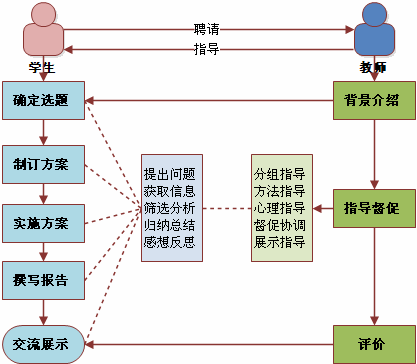 聘请
指导
学生
教师
确定选题
背景介绍
制订方案
提出问题
获取信息
筛选分析
归纳总结
感想反思
分组指导
方法指导
心理指导
督促协调
展示指导
实施方案
指导督促
撰写报告
交流展示
评价